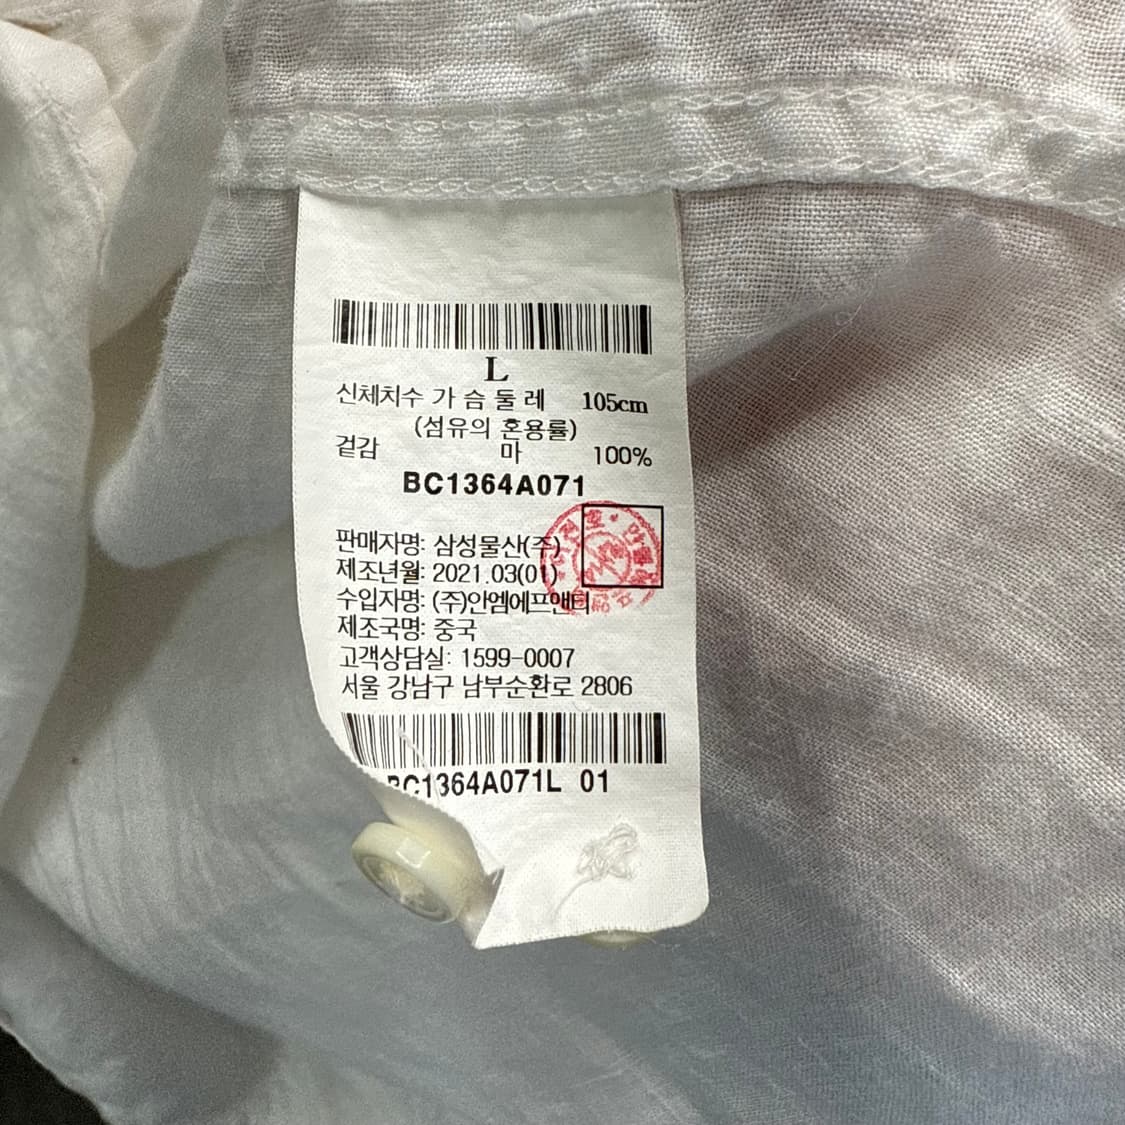 L
신체치수 가 슴 둘 레 105cm
(섬유의 혼용률)
겉감 마 100%
BC1364A071
판매자명: 삼성물산(주)
제조년월: 2021.03(01)
수입자명: (주)안엠에프앤티
제조국명: 중국
고객상담실: 1599-0007
서울 강남구 남부순환로 2806
BC1364A071L 01